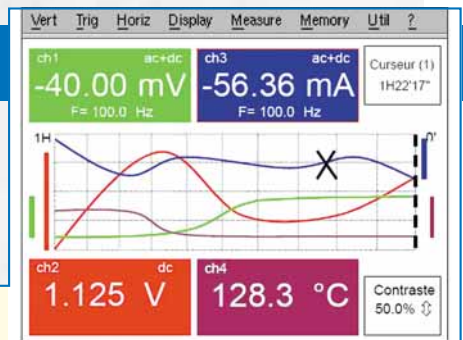 Vert Trig Horiz Display Measure Memory Util ?
ch1 ac+dc
-40.00 mV
F= 100.0 Hz
ch3 ac+dc
-56.36 mA
F= 100.0 Hz
Curseur (1)
1H22'17"
1H
0'
ch2 dc
1.125 V
ch4
128.3 °C
Contraste
50.0%